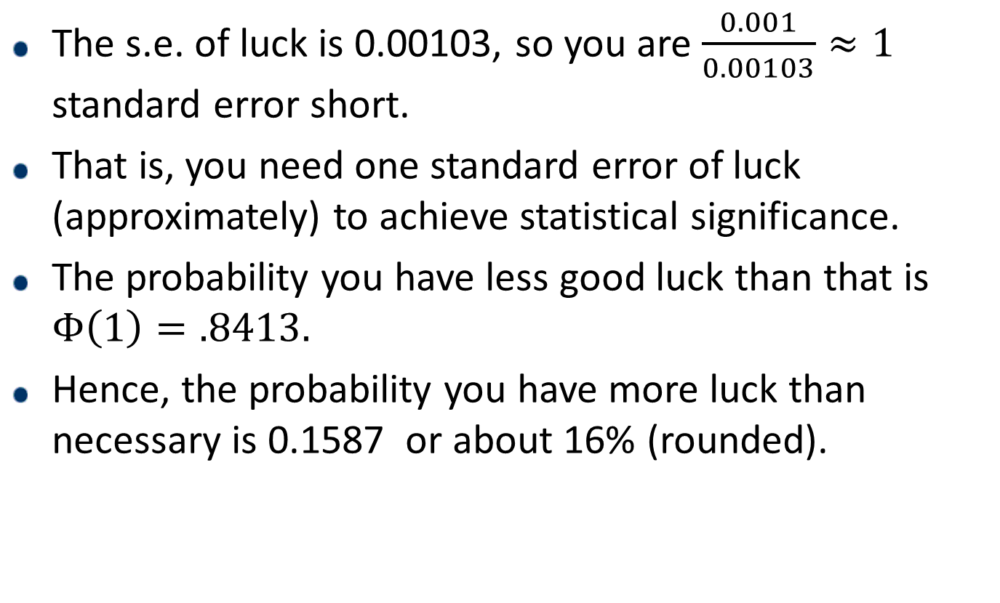 • The s.e. of luck is 0.00103, so you are 0.001/0.00103 ≈ 1
standard error short.
• That is, you need one standard error of luck
(approximately) to achieve statistical significance.
• The probability you have less good luck than that is
Φ(1) = .8413.
• Hence, the probability you have more luck than
necessary is 0.1587  or about 16% (rounded).